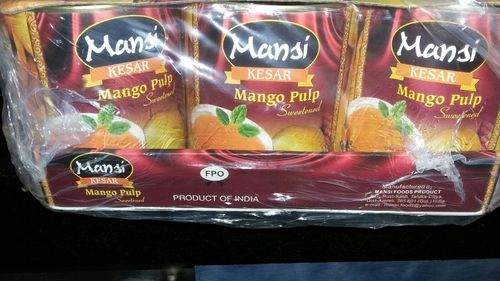 Mansi
KESAR
Mango Pulp
Sweetened
Mansi
KESAR
Mango Pulp
Sweetened
Mansi
KESAR
Mango Pulp
Sweetened
Mansi
KESAR
Mango Pulp
Sweetened
FPO
PRODUCT OF INDIA
Manufactured By
MANSI FOODS PRODUCT